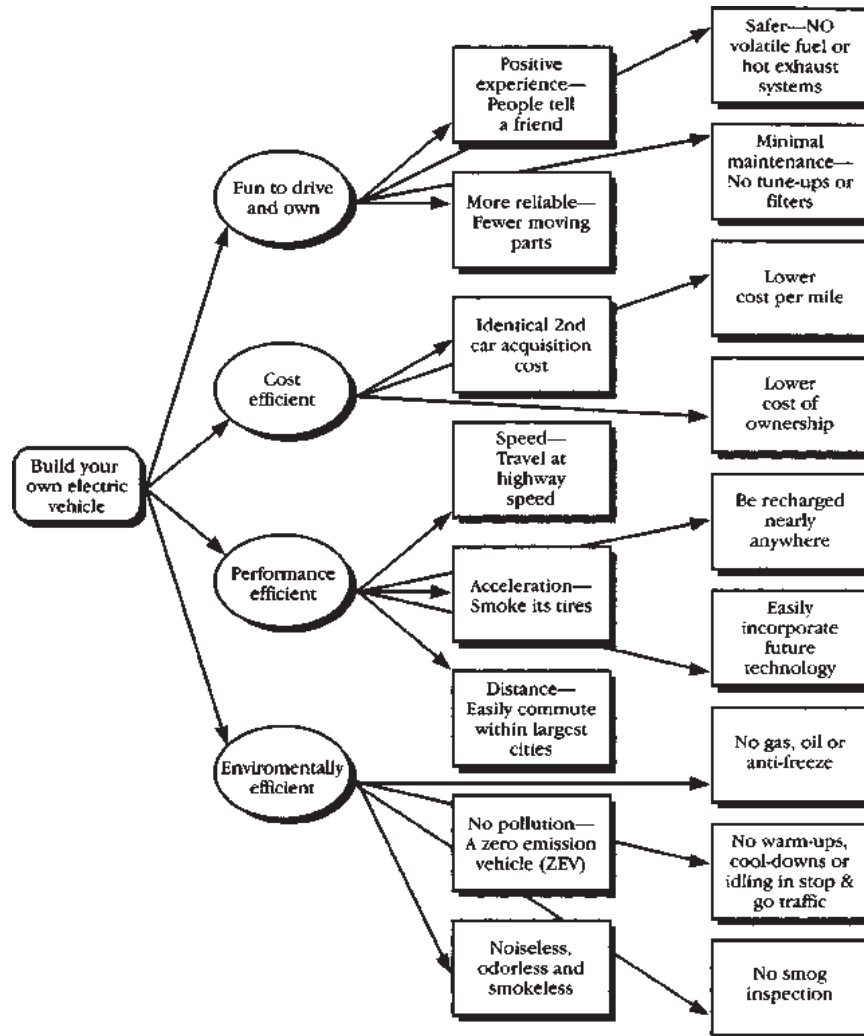 Build your
own electric
vehicle
Fun to drive
and own
Positive
experience—
People tell
a friend
More reliable—
Fewer moving
parts
Safer—NO
volatile fuel or
hot exhaust
systems
Minimal
maintenance—
No tune-ups or
filters
Cost
efficient
Identical 2nd
car acquisition
cost
Lower
cost per mile
Lower
cost of
ownership
Performance
efficient
Speed—
Travel at
highway
speed
Acceleration—
Smoke its tires
Distance—
Easily commute
within largest
cities
Be recharged
nearly
anywhere
Easily
incorporate
future
technology
Enviromentally
efficient
No pollution—
A zero emission
vehicle (ZEV)
Noiseless,
odorless and
smokeless
No gas, oil or
anti-freeze
No warm-ups,
cool-downs or
idling in stop &
go traffic
No smog
inspection